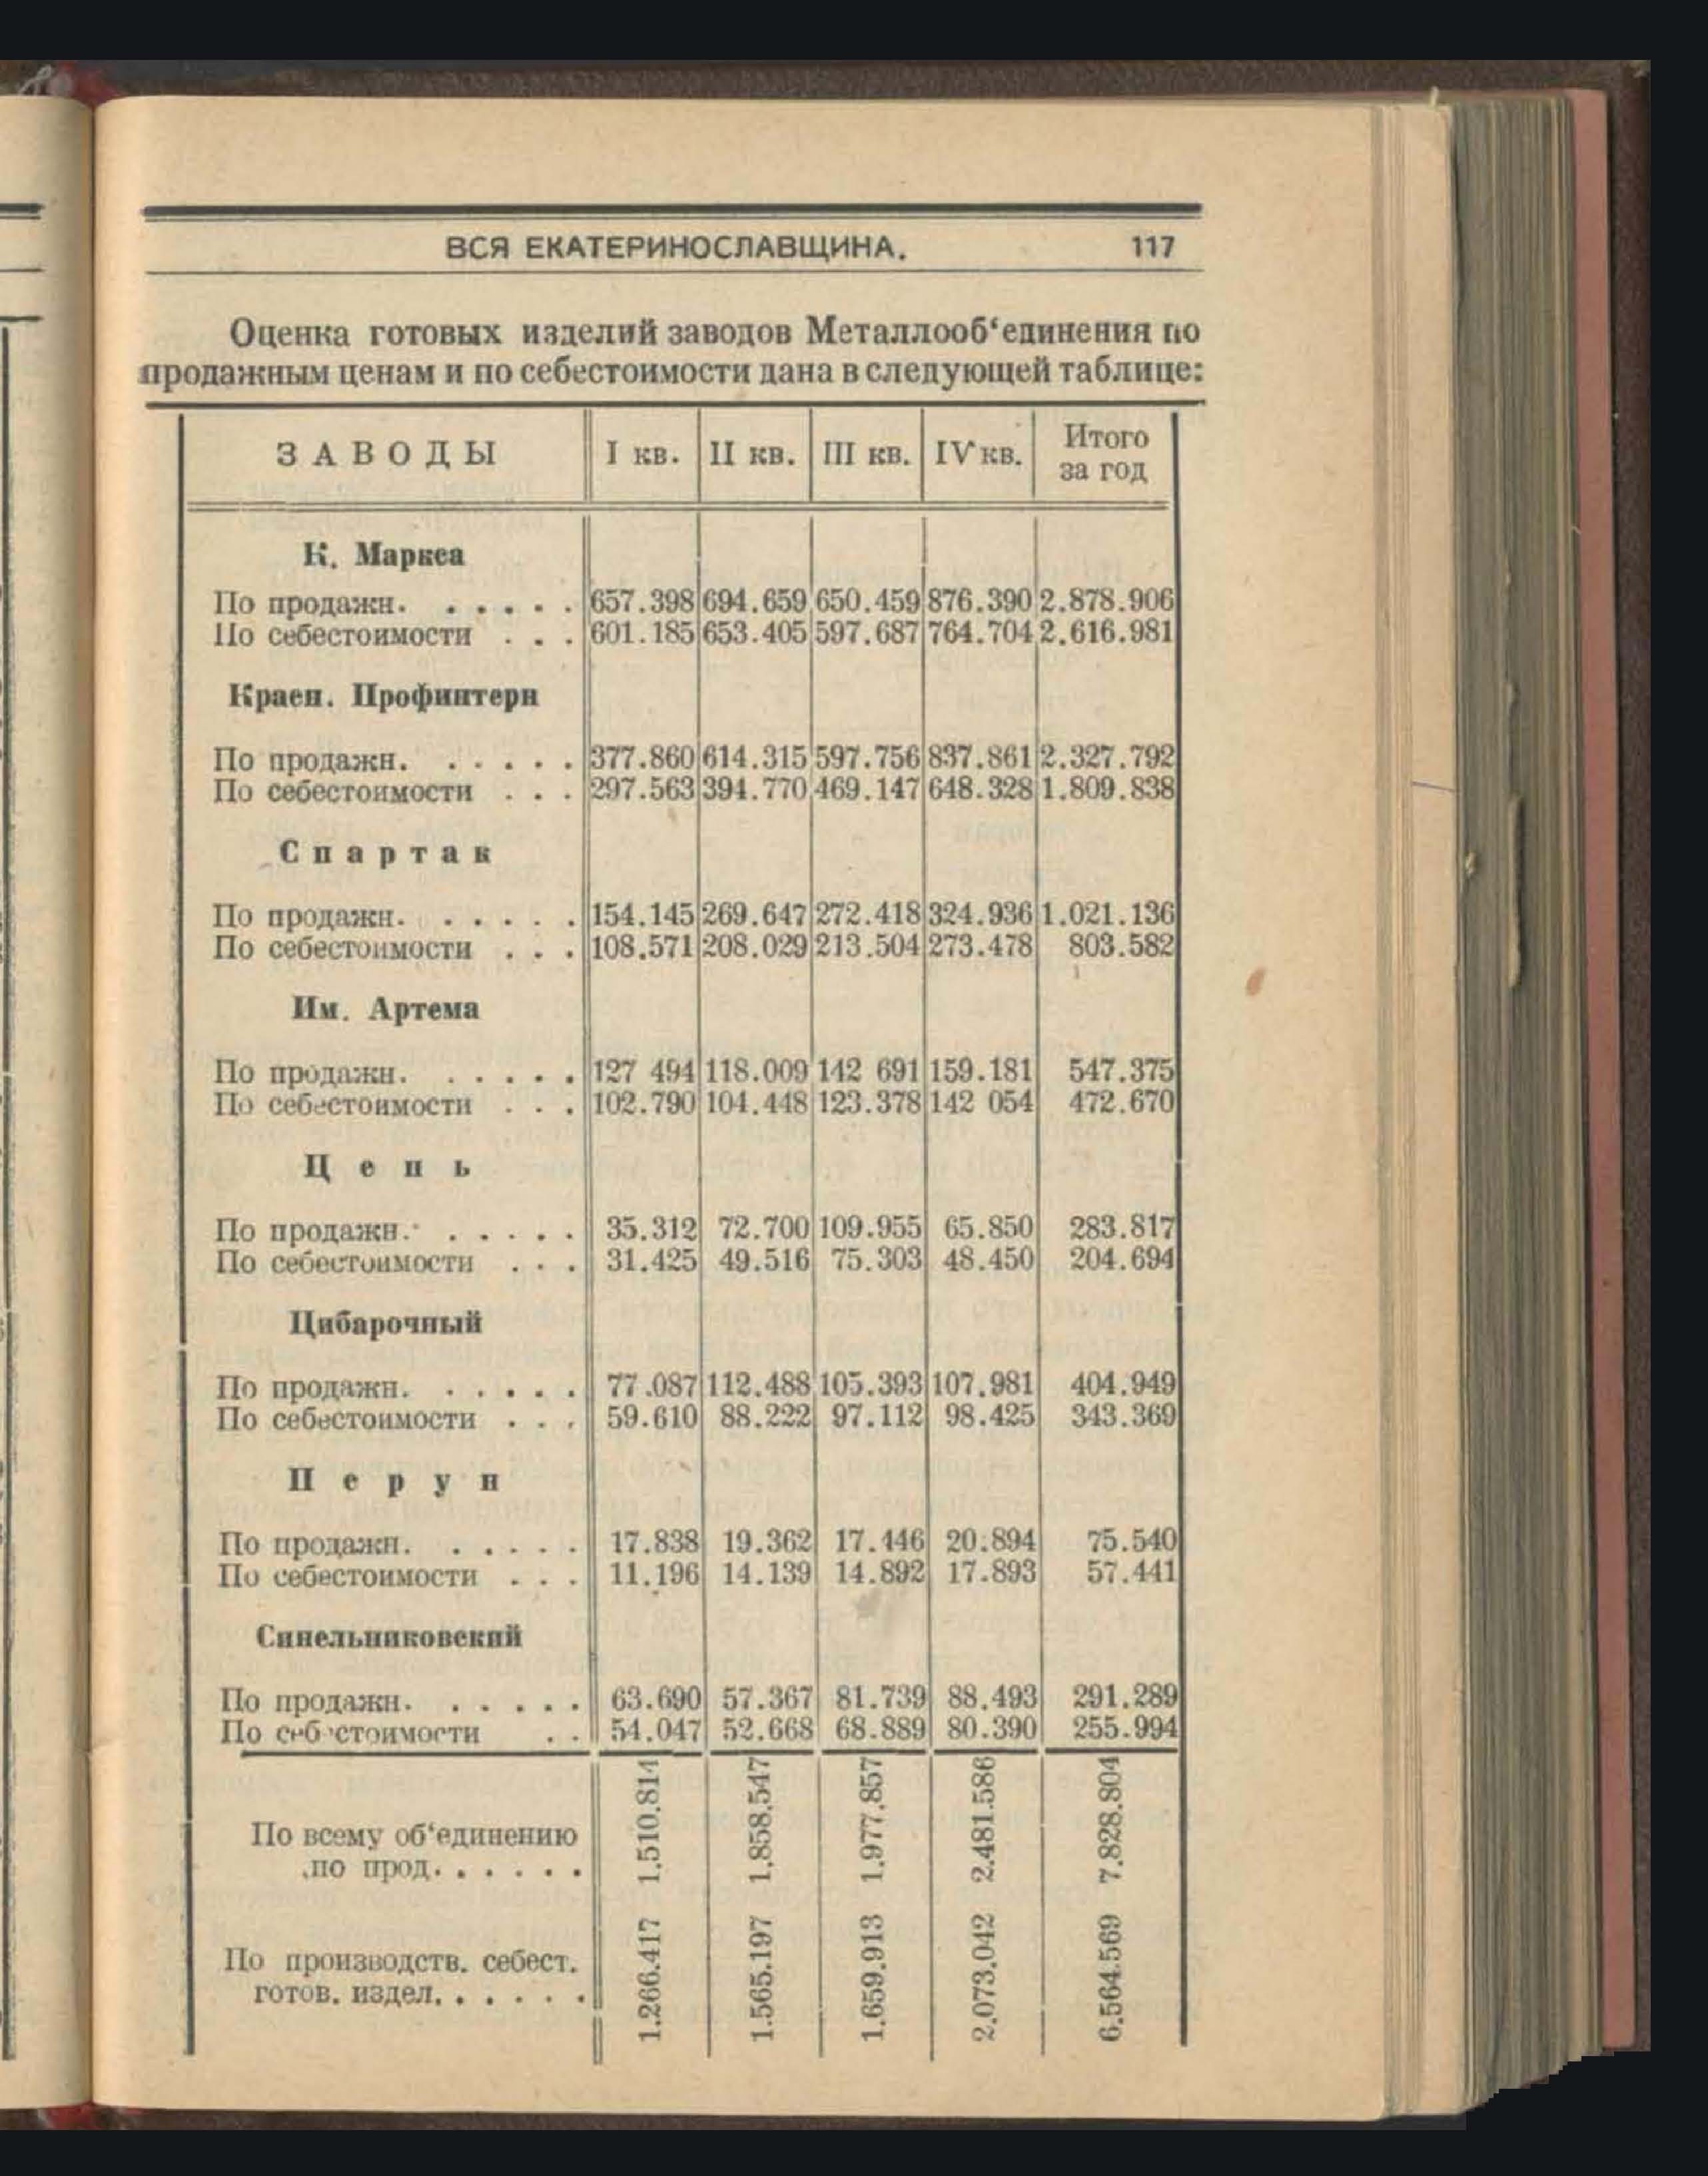 ВСЯ ЕКАТЕРИНОСЛАВЩИНА. 117
Оценка готовых изделий заводов Металлооб‘единения по
продажным ценам и по себестоимости дана в следующей таблице:
ЗАВОДЫ I кв. II кв. III кв. IV кв. Итого за год
К. Маркса
По продажн. . . . . . 657.398 694.659 650.459 876.390 2.878.906
По себестоимости . . . 601.185 653.405 597.687 764.704 2.616.981
Красн. Профинтерн
По продажн. . . . . . 377.860 614.315 597.756 837.861 2.327.792
По себестоимости . . . 297.563 394.770 469.147 648.328 1.809.838
Спартак
По продажн. . . . . . 154.145 269.647 272.418 324.936 1.021.136
По себестоимости . . . 108.571 208.029 213.504 273.478 803.582
Им. Артема
По продажн. . . . . . 127 494 118.009 142 691 159.181 547.375
По себестоимости . . . 102.790 104.448 123.378 142 054 472.670
Цепь
По продажн. . . . . . 35.312 72.700 109.955 65.850 283.817
По себестоимости . . . 31.425 49.516 75.303 48.450 204.694
Цибарочный
По продажн. . . . . . 77.087 112.488 105.393 107.981 404.949
По себестоимости . . . 59.610 88.222 97.112 98.425 343.369
Перун
По продажн. . . . . . 17.838 19.362 17.446 20.894 75.540
По себестоимости . . . 11.196 14.139 14.892 17.893 57.441
Синельниковский
По продажн. . . . . . 63.690 57.367 81.739 88.493 291.289
По себестоимости . . 54.047 52.668 68.889 80.390 255.994
По всему об‘единению
по прод. . . . . . 1.510.814 1.858.547 1.977.857 2.481.586 7.828.804
По производств. себест.
готов. издел. . . . . . 1.266.417 1.565.197 1.659.913 2.073.042 6.564.569